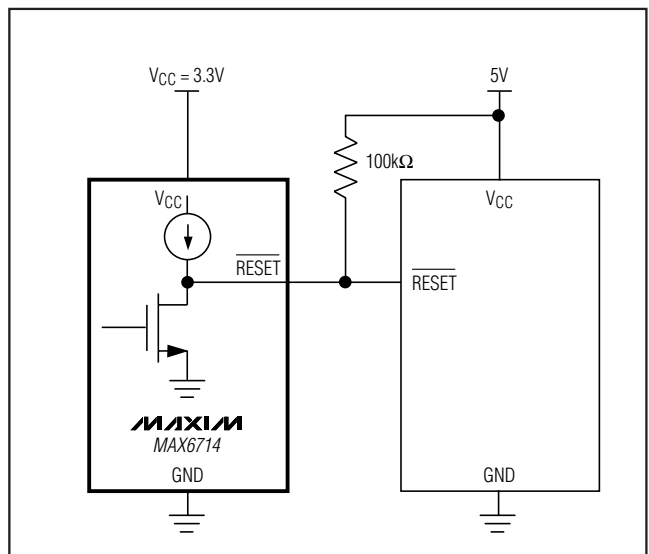 VCC = 3.3V
5V
100kΩ
VCC
VCC
RESET
RESET
MAXIM
MAX6714
GND
GND